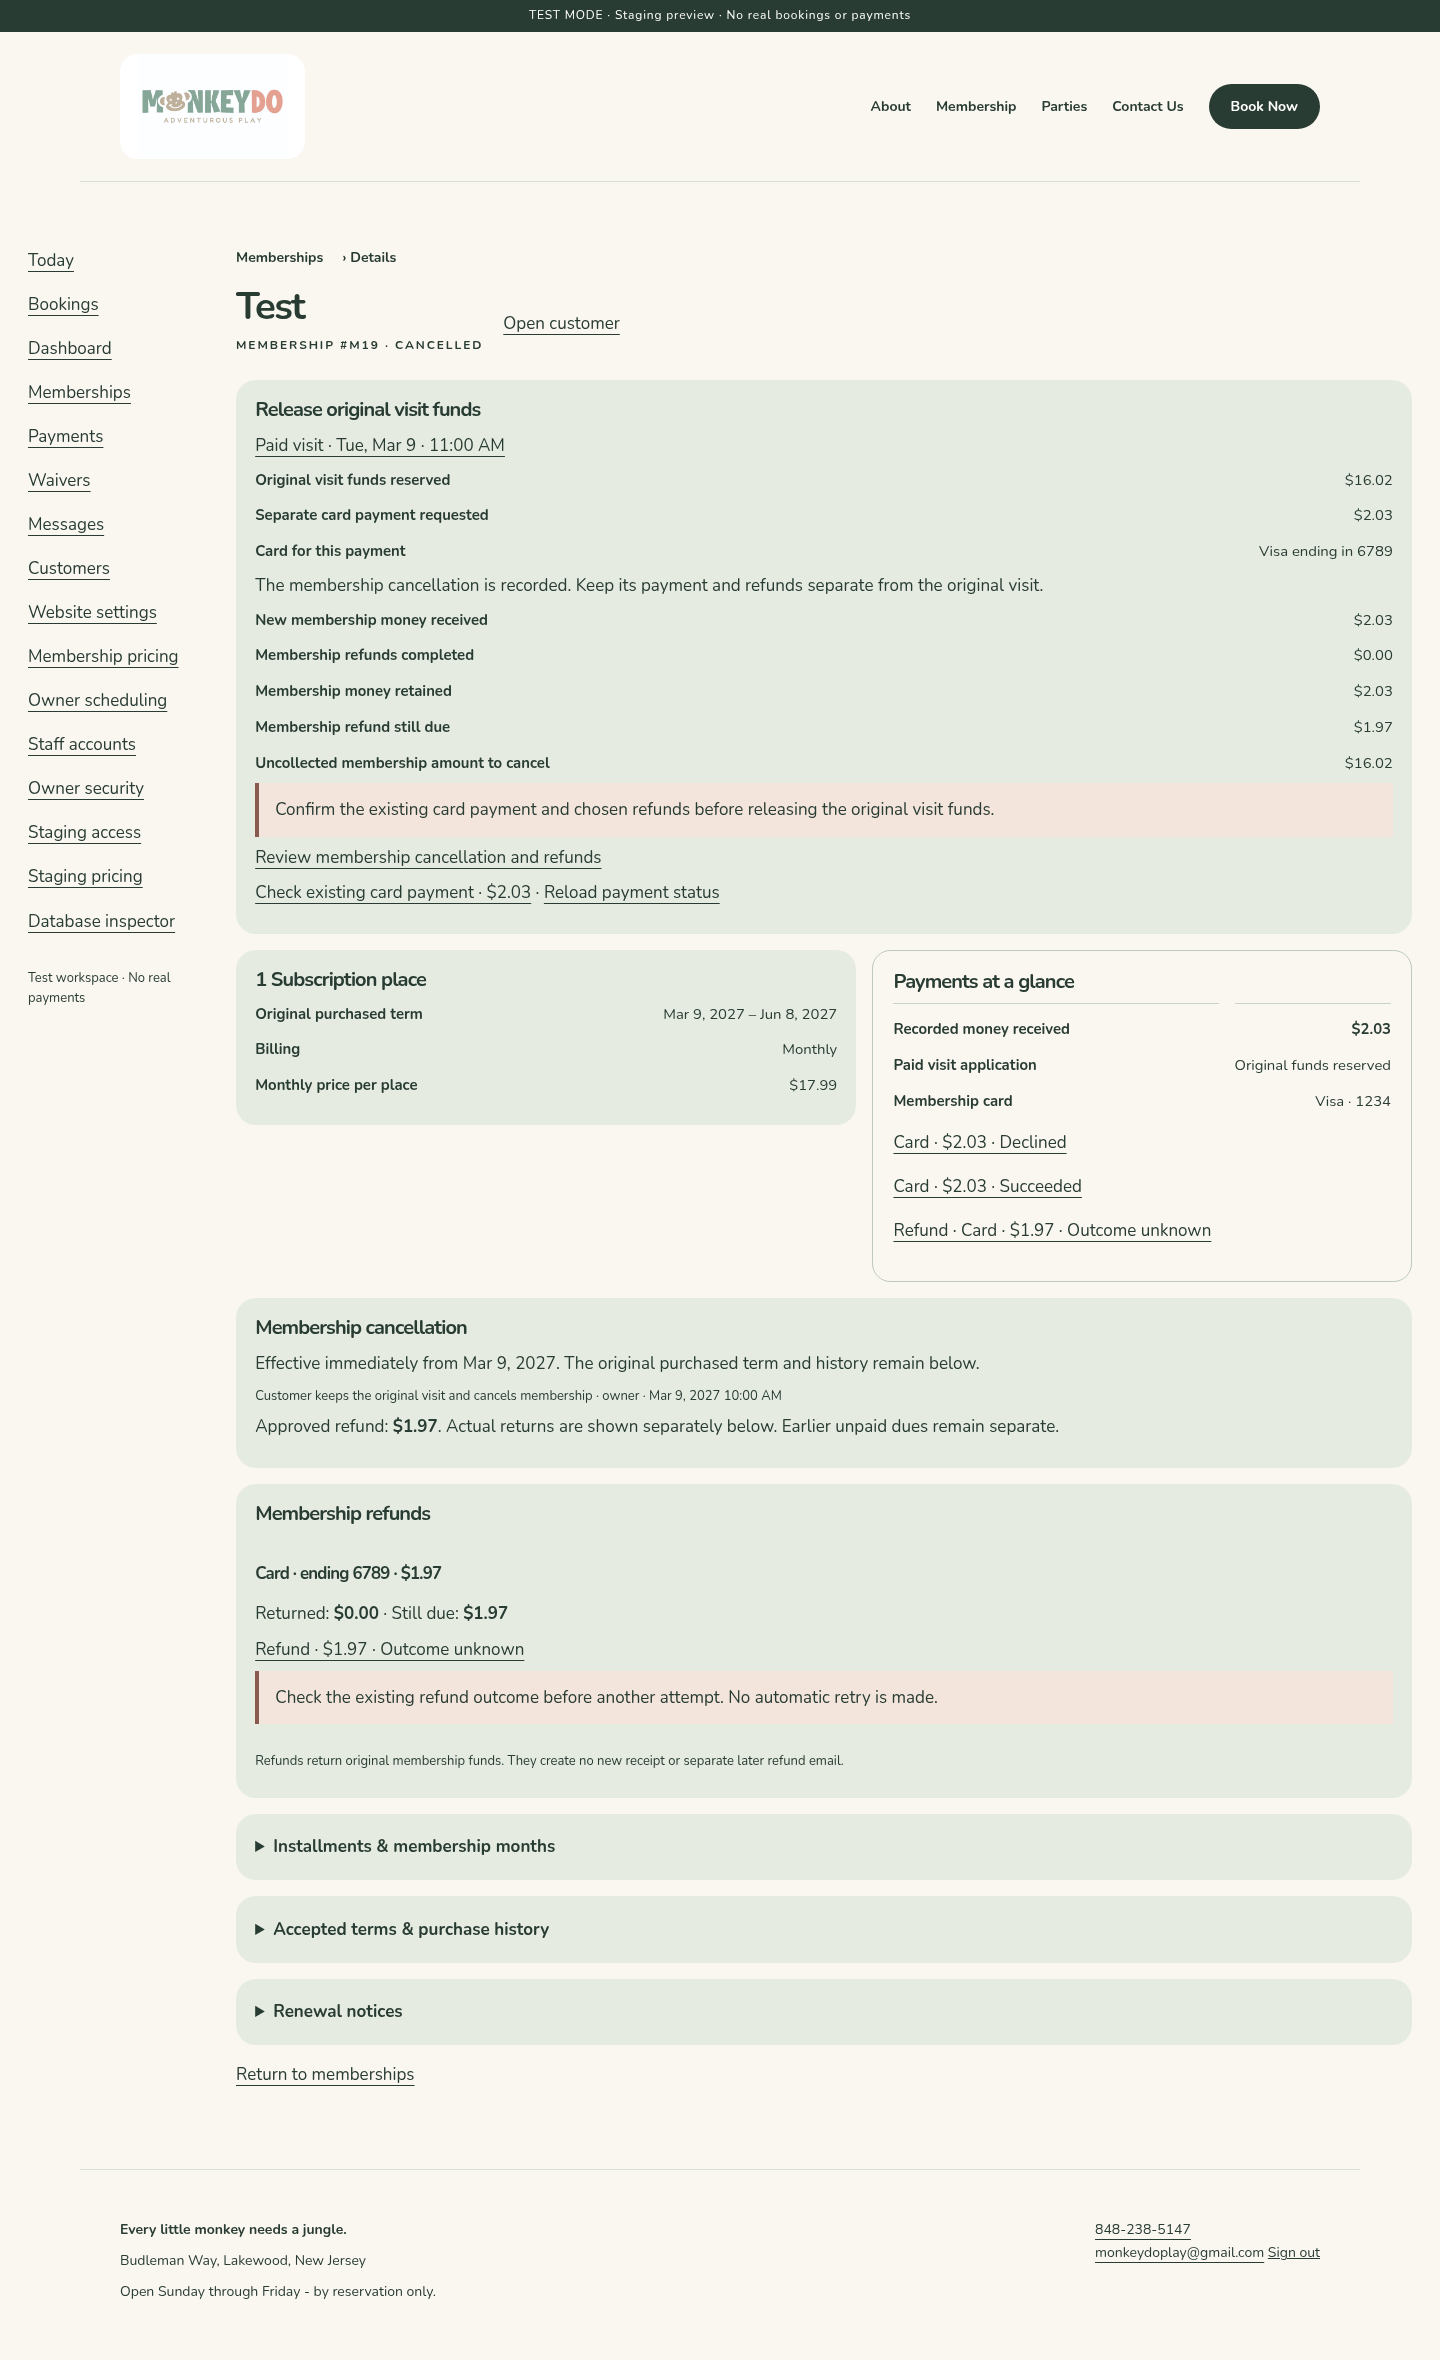 TEST MODE · Staging preview · No real bookings or payments
MONKEYDO
ADVENTUROUS PLAY
About
Membership
Parties
Contact Us
Book Now
Today
Bookings
Dashboard
Memberships
Payments
Waivers
Messages
Customers
Website settings
Membership pricing
Owner scheduling
Staff accounts
Owner security
Staging access
Staging pricing
Database inspector
Test workspace · No real
payments
Memberships › Details
Test
MEMBERSHIP #M19 · CANCELLED
Open customer
Release original visit funds
Paid visit · Tue, Mar 9 · 11:00 AM
Original visit funds reserved $16.02
Separate card payment requested $2.03
Card for this payment Visa ending in 6789
The membership cancellation is recorded. Keep its payment and refunds separate from the original visit.
New membership money received $2.03
Membership refunds completed $0.00
Membership money retained $2.03
Membership refund still due $1.97
Uncollected membership amount to cancel $16.02
Confirm the existing card payment and chosen refunds before releasing the original visit funds.
Review membership cancellation and refunds
Check existing card payment · $2.03 · Reload payment status
1 Subscription place
Original purchased term Mar 9, 2027 – Jun 8, 2027
Billing Monthly
Monthly price per place $17.99
Payments at a glance
Recorded money received $2.03
Paid visit application Original funds reserved
Membership card Visa · 1234
Card · $2.03 · Declined
Card · $2.03 · Succeeded
Refund · Card · $1.97 · Outcome unknown
Membership cancellation
Effective immediately from Mar 9, 2027. The original purchased term and history remain below.
Customer keeps the original visit and cancels membership · owner · Mar 9, 2027 10:00 AM
Approved refund: $1.97. Actual returns are shown separately below. Earlier unpaid dues remain separate.
Membership refunds
Card · ending 6789 · $1.97
Returned: $0.00 · Still due: $1.97
Refund · $1.97 · Outcome unknown
Check the existing refund outcome before another attempt. No automatic retry is made.
Refunds return original membership funds. They create no new receipt or separate later refund email.
▶ Installments & membership months
▶ Accepted terms & purchase history
▶ Renewal notices
Return to memberships
Every little monkey needs a jungle.
Budleman Way, Lakewood, New Jersey
Open Sunday through Friday - by reservation only.
848-238-5147
monkeydoplay@gmail.com Sign out